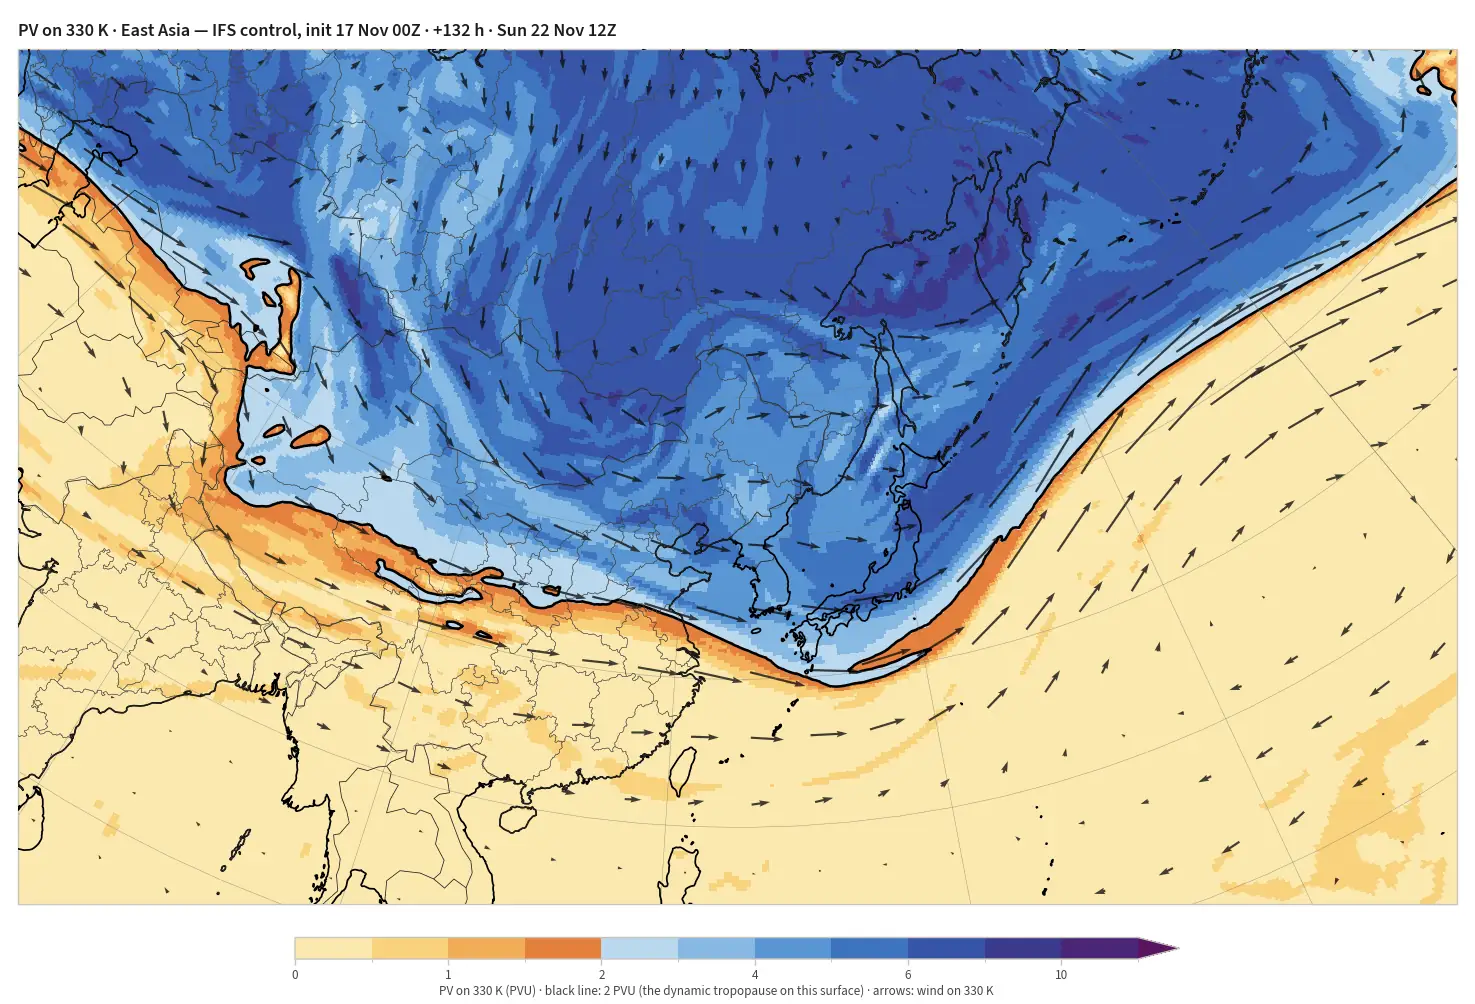 PV on 330 K · East Asia — IFS control, init 17 Nov 00Z · +132 h · Sun 22 Nov 12Z
0 1 2 4 6 10
PV on 330 K (PVU) · black line: 2 PVU (the dynamic tropopause on this surface) · arrows: wind on 330 K